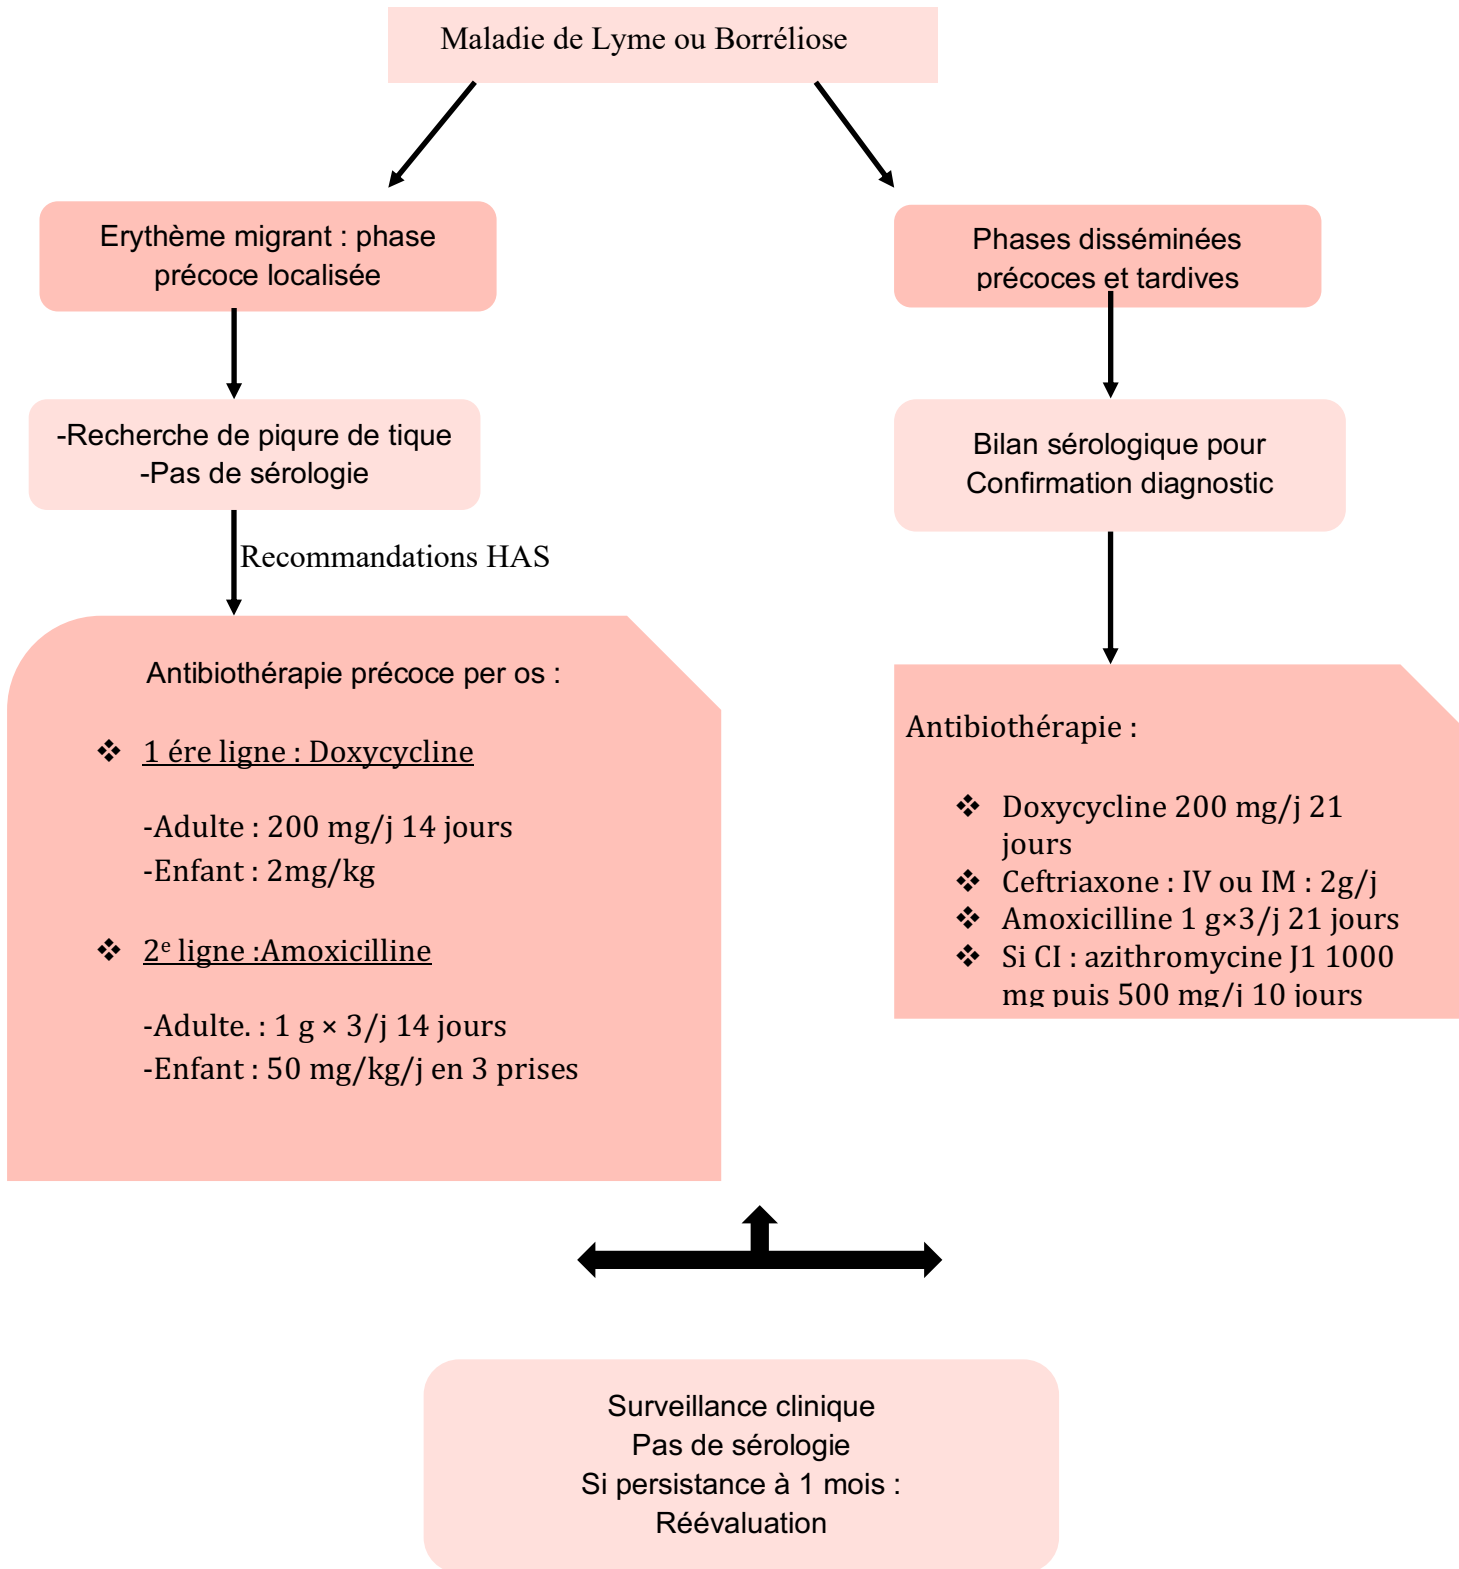 Maladie de Lyme ou Borréliose
Erythème migrant : phase
précoce localisée
-Recherche de piqure de tique
-Pas de sérologie
Recommandations HAS
Antibiothérapie précoce per os :
❖ 1 ére ligne : Doxycycline
-Adulte : 200 mg/j 14 jours
-Enfant : 2mg/kg
❖ 2e ligne :Amoxicilline
-Adulte. : 1 g × 3/j 14 jours
-Enfant : 50 mg/kg/j en 3 prises
Phases disséminées
précoces et tardives
Bilan sérologique pour
Confirmation diagnostic
Antibiothérapie :
❖ Doxycycline 200 mg/j 21
jours
❖ Ceftriaxone : IV ou IM : 2g/j
❖ Amoxicilline 1 g×3/j 21 jours
❖ Si CI : azithromycine J1 1000
mg puis 500 mg/j 10 jours
Surveillance clinique
Pas de sérologie
Si persistance à 1 mois :
Réévaluation